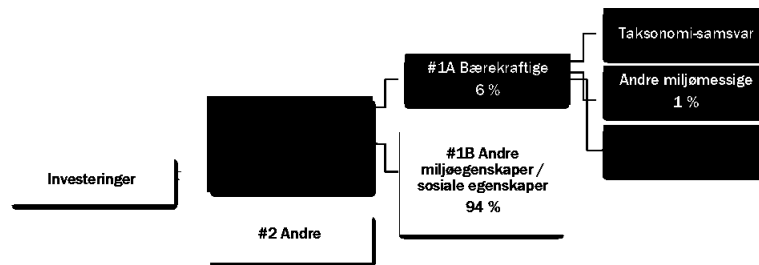 Investeringer
#2 Andre
#1A Bærekraftige
6 %
#1B Andre
miljøegenskaper /
sosiale egenskaper
94 %
Taksonomi-samsvar
Andre miljømessige
1 %